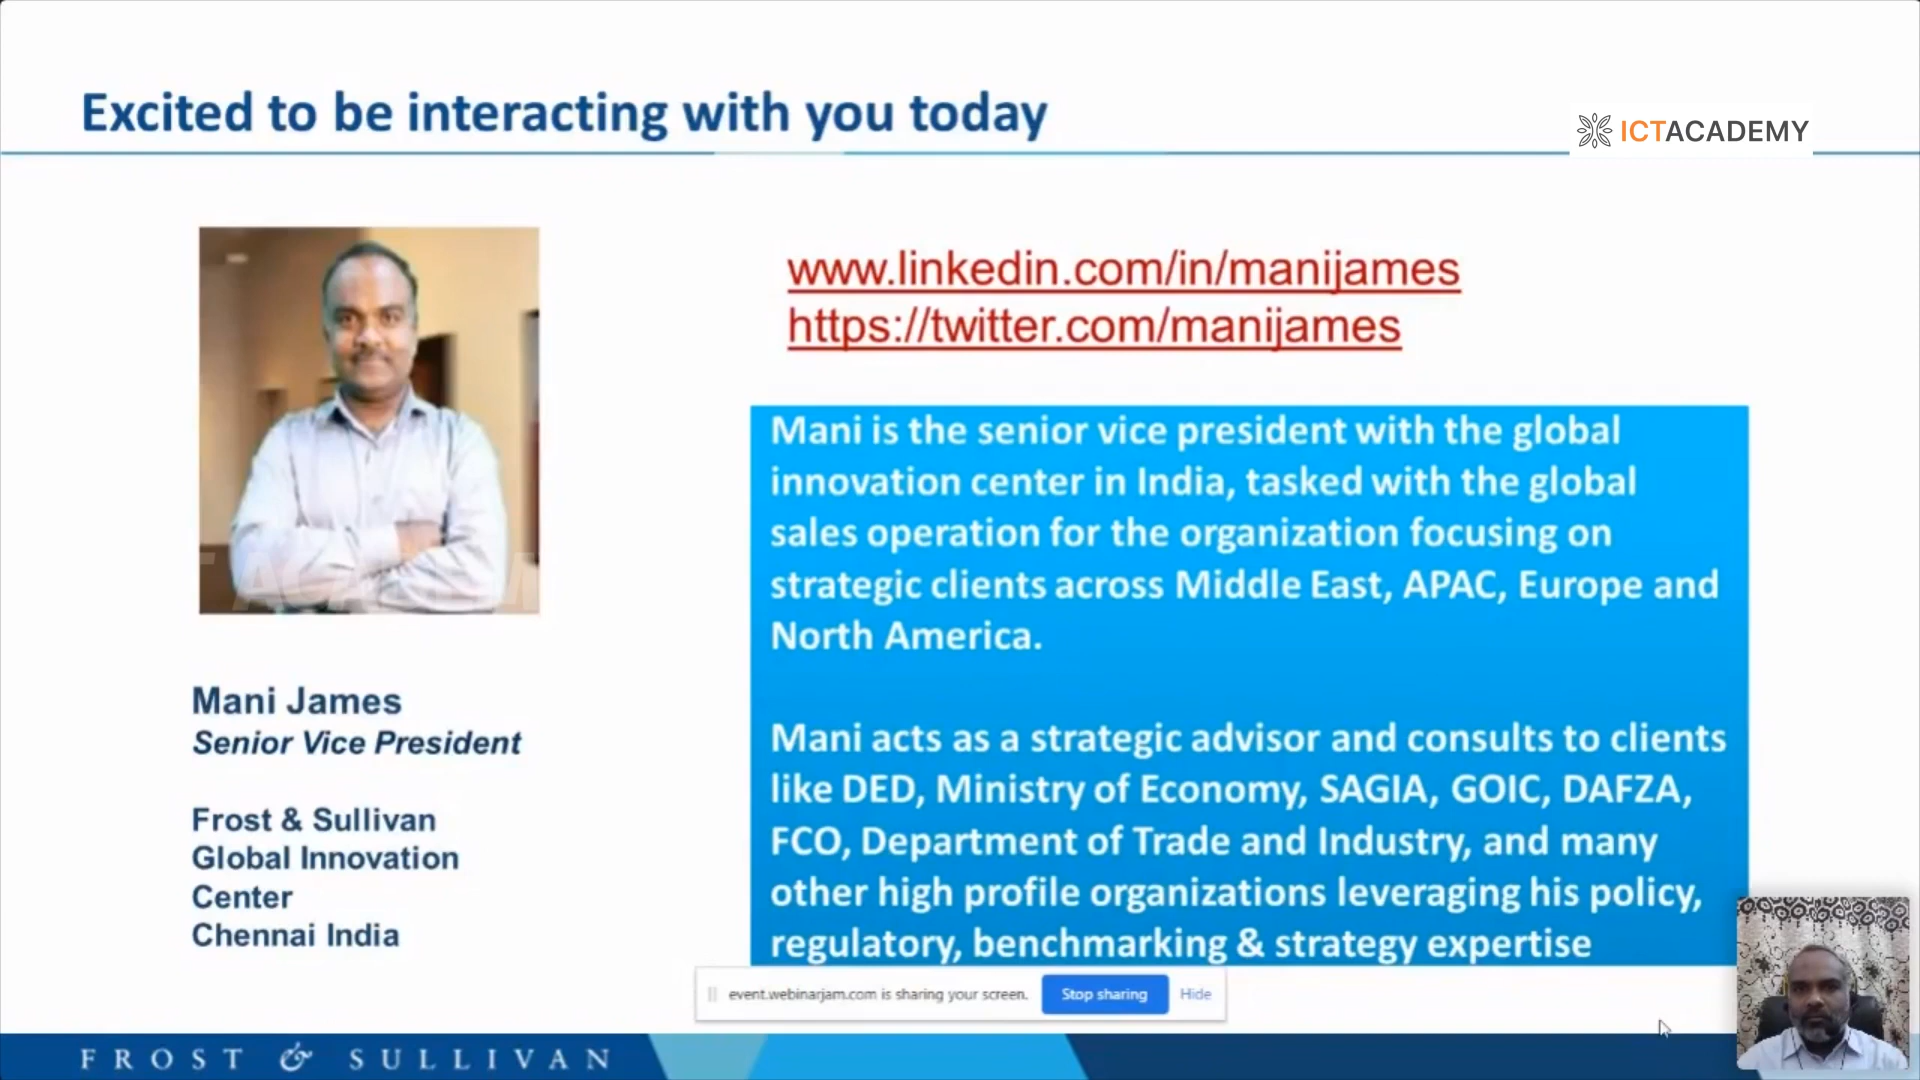 Excited to be interacting with you today
ICTACADEMY
www.linkedin.com/in/manijames
https://twitter.com/manijames
Mani is the senior vice president with the global
innovation center in India, tasked with the global
sales operation for the organization focusing on
strategic clients across Middle East, APAC, Europe and
North America.
Mani acts as a strategic advisor and consults to clients
like DED, Ministry of Economy, SAGIA, GOIC, DAFZA,
FCO, Department of Trade and Industry, and many
other high profile organizations leveraging his policy,
regulatory, benchmarking & strategy expertise
Mani James
Senior Vice President
Frost & Sullivan
Global Innovation
Center
Chennai India
event.webinarjam.com is sharing your screen.
Stop sharing
Hide
FROST & SULLIVAN